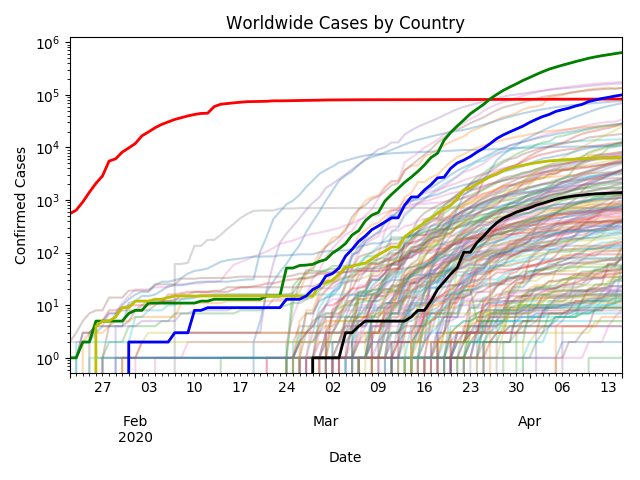 Worldwide Cases by Country
Confirmed Cases
10⁶
10⁵
10⁴
10³
10²
10¹
10⁰
27 03 10 17 24 02 09 16 23 30 06 13
Feb Mar Apr
2020
Date